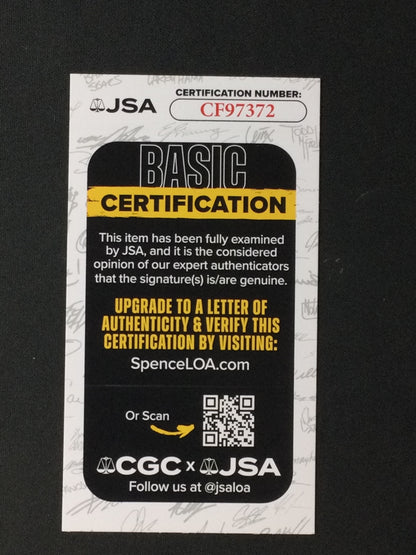 CERTIFICATION NUMBER:
JSA
CF97372
BASIC
CERTIFICATION
This item has been fully examined
by JSA, and it is the considered
opinion of our expert authenticators
that the signature(s) is/are genuine.
UPGRADE TO A LETTER OF
AUTHENTICITY & VERIFY THIS
CERTIFICATION BY VISITING:
SpenceLOA.com
Or Scan
CGC x JSA
Follow us at @jsaloa